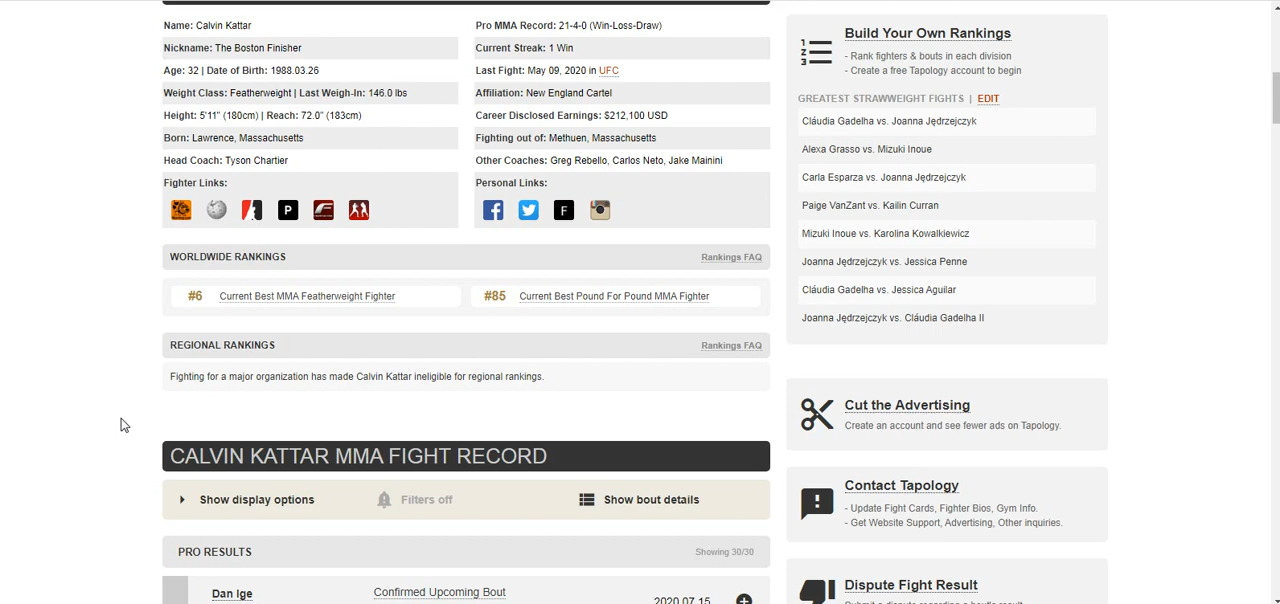 Name: Calvin Kattar
Nickname: The Boston Finisher
Age: 32 | Date of Birth: 1988.03.26
Weight Class: Featherweight | Last Weigh-In: 146.0 lbs
Height: 5'11" (180cm) | Reach: 72.0" (183cm)
Born: Lawrence, Massachusetts
Head Coach: Tyson Chartier
Fighter Links:
P
Pro MMA Record: 21-4-0 (Win-Loss-Draw)
Current Streak: 1 Win
Last Fight: May 09, 2020 in UFC
Affiliation: New England Cartel
Career Disclosed Earnings: $212,100 USD
Fighting out of: Methuen, Massachusetts
Other Coaches: Greg Rebello, Carlos Neto, Jake Mainini
Personal Links:
F
WORLDWIDE RANKINGS
Rankings FAQ
#6 Current Best MMA Featherweight Fighter
#85 Current Best Pound For Pound MMA Fighter
REGIONAL RANKINGS
Rankings FAQ
Fighting for a major organization has made Calvin Kattar ineligible for regional rankings.
CALVIN KATTAR MMA FIGHT RECORD
Show display options
Filters off
Show bout details
PRO RESULTS
Showing 30/30
Dan Ige
Confirmed Upcoming Bout
2020.07.15
1
2
3
Build Your Own Rankings
- Rank fighters & bouts in each division
- Create a free Tapology account to begin
GREATEST STRAWWEIGHT FIGHTS | EDIT
Cláudia Gadelha vs. Joanna Jędrzejczyk
Alexa Grasso vs. Mizuki Inoue
Carla Esparza vs. Joanna Jędrzejczyk
Paige VanZant vs. Kailin Curran
Mizuki Inoue vs. Karolina Kowalkiewicz
Joanna Jędrzejczyk vs. Jessica Penne
Cláudia Gadelha vs. Jessica Aguilar
Joanna Jędrzejczyk vs. Cláudia Gadelha II
Cut the Advertising
Create an account and see fewer ads on Tapology.
Contact Tapology
- Update Fight Cards, Fighter Bios, Gym Info.
- Get Website Support, Advertising, Other inquiries.
Dispute Fight Result
Submit a dispute regarding a bout's result